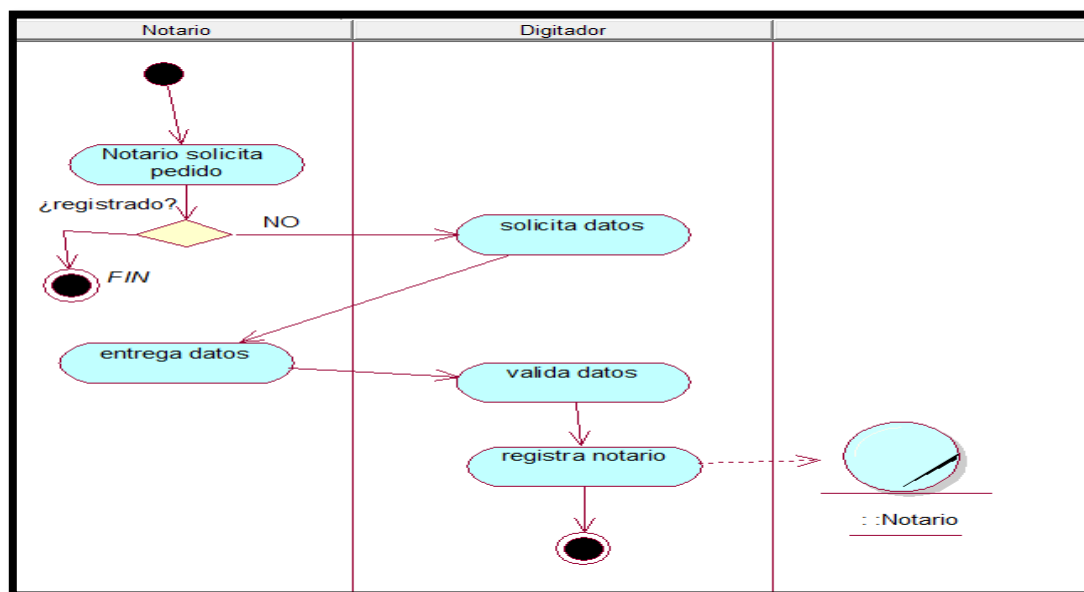 Notario
Digitador
Notario solicita
pedido
¿registrado?
NO
solicita datos
FIN
entrega datos
valida datos
registra notario
: :Notario